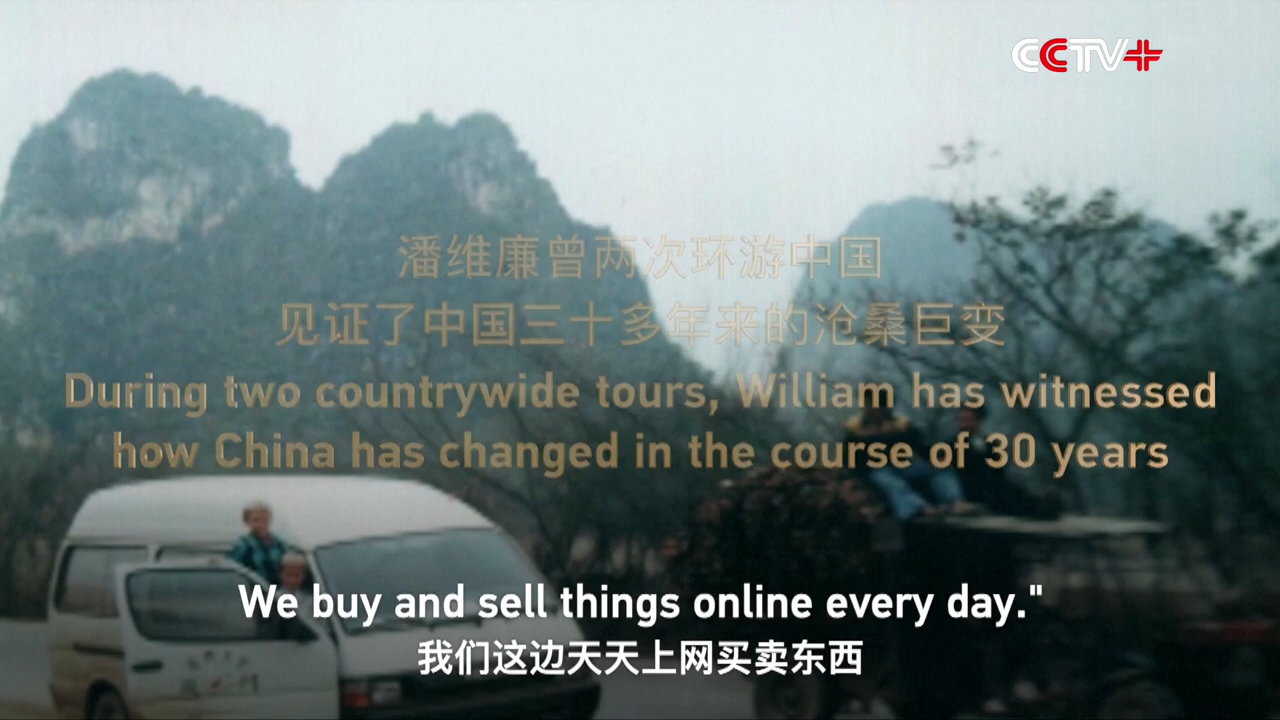 CCTV+
潘维廉曾两次环游中国
见证了中国三十多年来的沧桑巨变
During two countrywide tours, William has witnessed
how China has changed in the course of 30 years
We buy and sell things online every day."
我们这边天天上网买卖东西